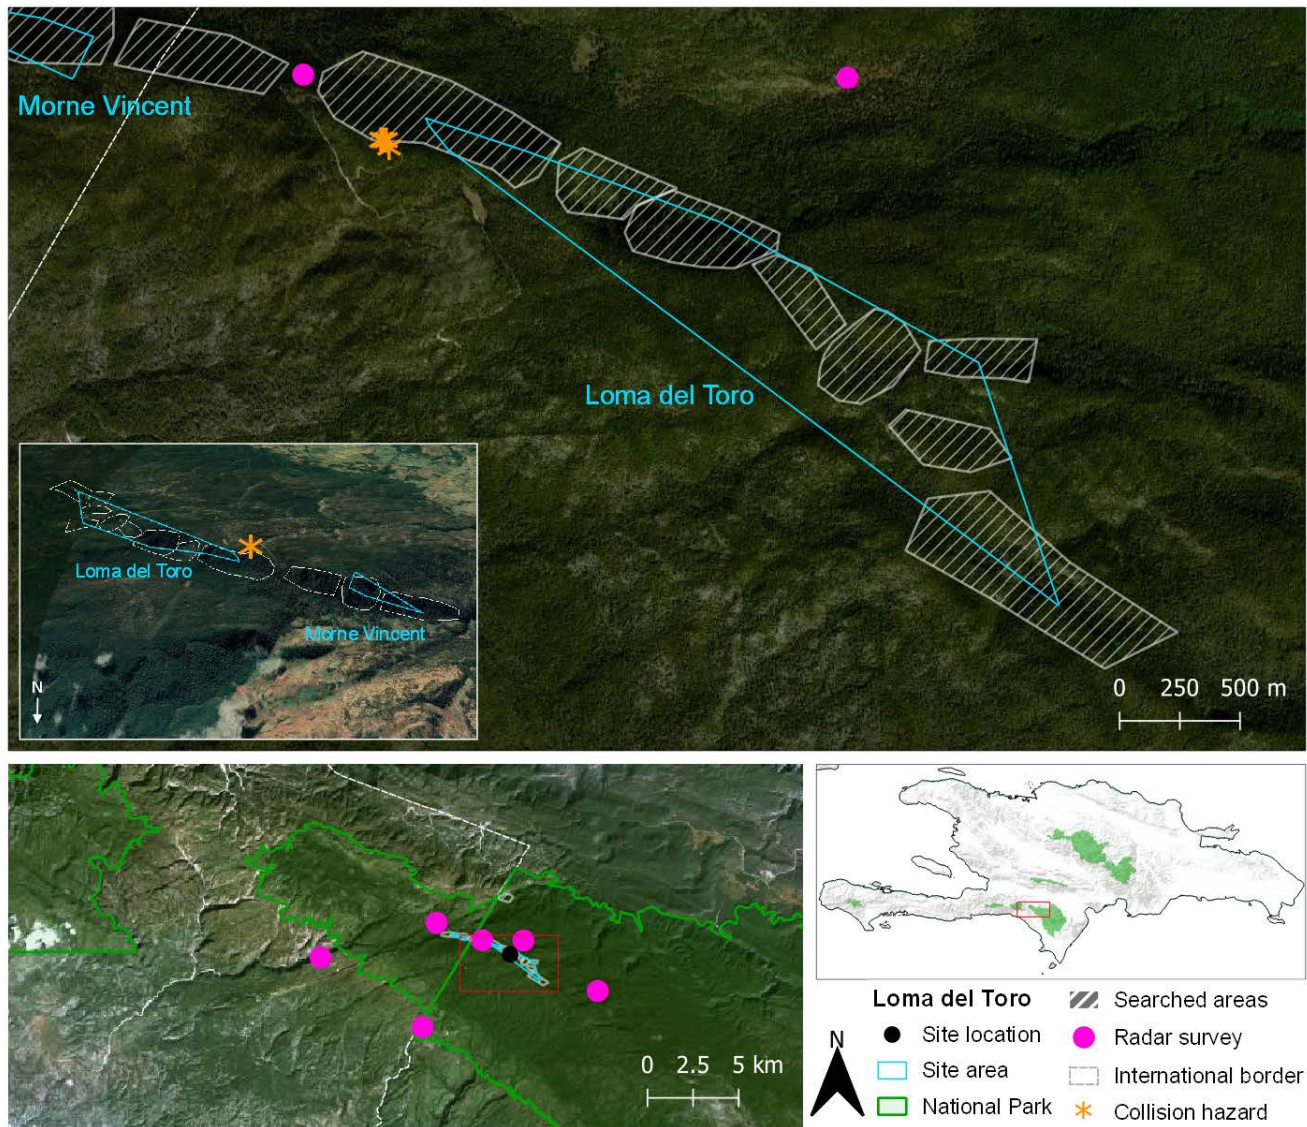 Morne Vincent
Loma del Toro
0 250 500 m
Loma del Toro
Morne Vincent
N
0 2.5 5 km
Loma del Toro
N
Site location
Site area
National Park
Searched areas
Radar survey
International border
Collision hazard